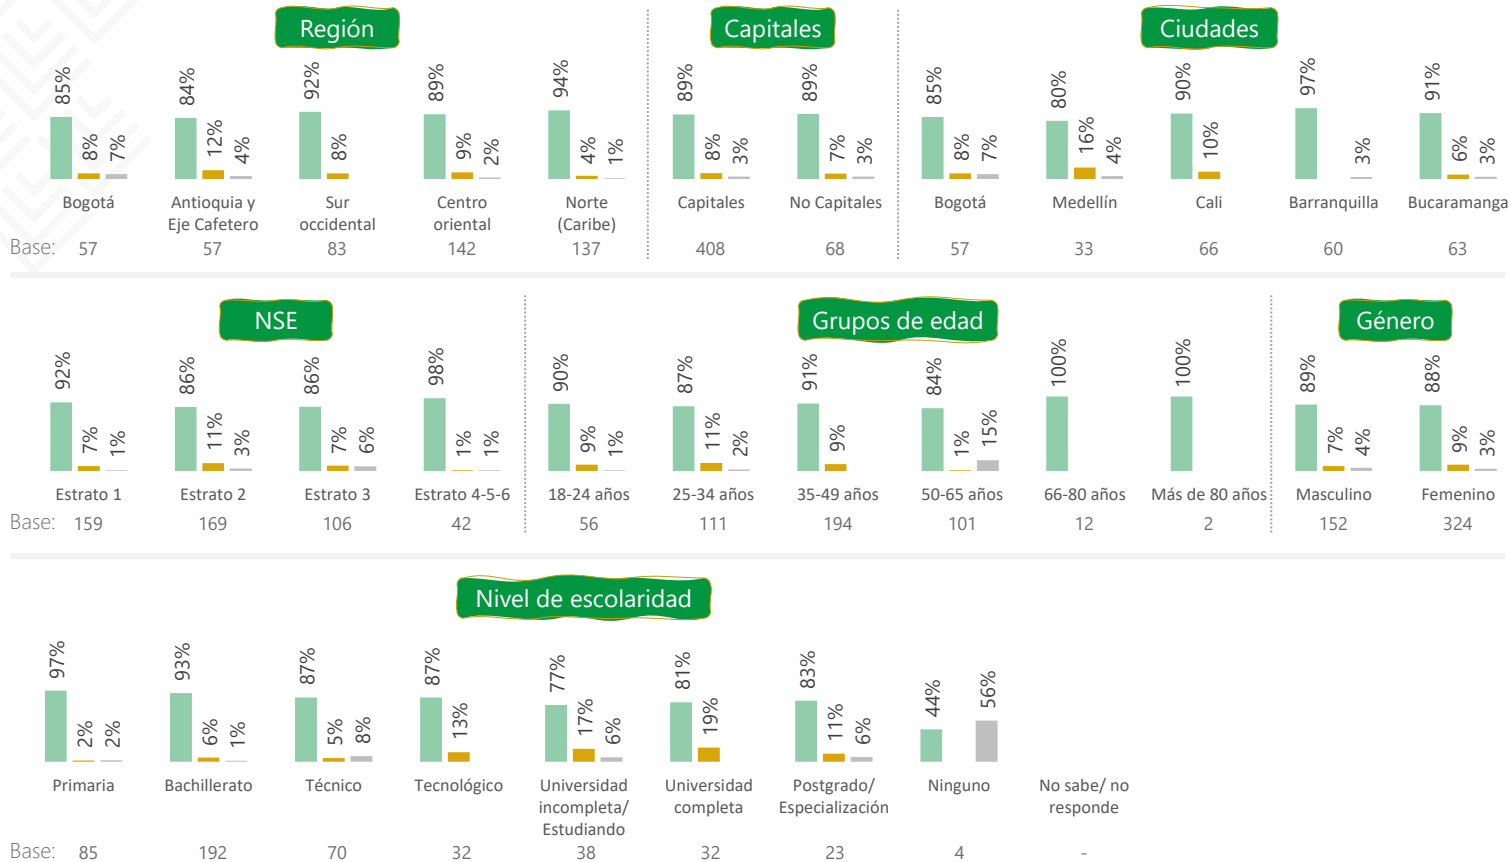 Región
Capitales
Ciudades
85% 8% 7% 84% 12% 4% 92% 8% 89% 9% 2% 94% 4% 1% 89% 8% 3% 89% 7% 3% 85% 8% 7% 80% 16% 4% 90% 10% 97% 3% 91% 6% 3%
Bogotá Antioquia y Sur Centro Norte Capitales No Capitales Bogotá Medellín Cali Barranquilla Bucaramanga
Eje Cafetero occidental oriental (Caribe)
Base: 57 57 83 142 137 408 68 57 33 66 60 63
NSE
Grupos de edad
Género
92% 7% 1% 86% 11% 3% 86% 7% 6% 98% 1% 1% 90% 9% 1% 87% 11% 2% 91% 9% 84% 1% 15% 100% 100% 89% 7% 4% 88% 9% 3%
Estrato 1 Estrato 2 Estrato 3 Estrato 4-5-6 18-24 años 25-34 años 35-49 años 50-65 años 66-80 años Más de 80 años Masculino Femenino
Base: 159 169 106 42 56 111 194 101 12 2 152 324
Nivel de escolaridad
97% 2% 2% 93% 6% 1% 87% 5% 8% 87% 13% 77% 17% 6% 81% 19% 83% 11% 6% 44% 56%
Primaria Bachillerato Técnico Tecnológico Universidad Universidad Postgrado/ Ninguno No sabe/ no
incompleta/ completa Especialización responde
Estudiando
Base: 85 192 70 32 38 32 23 4 -